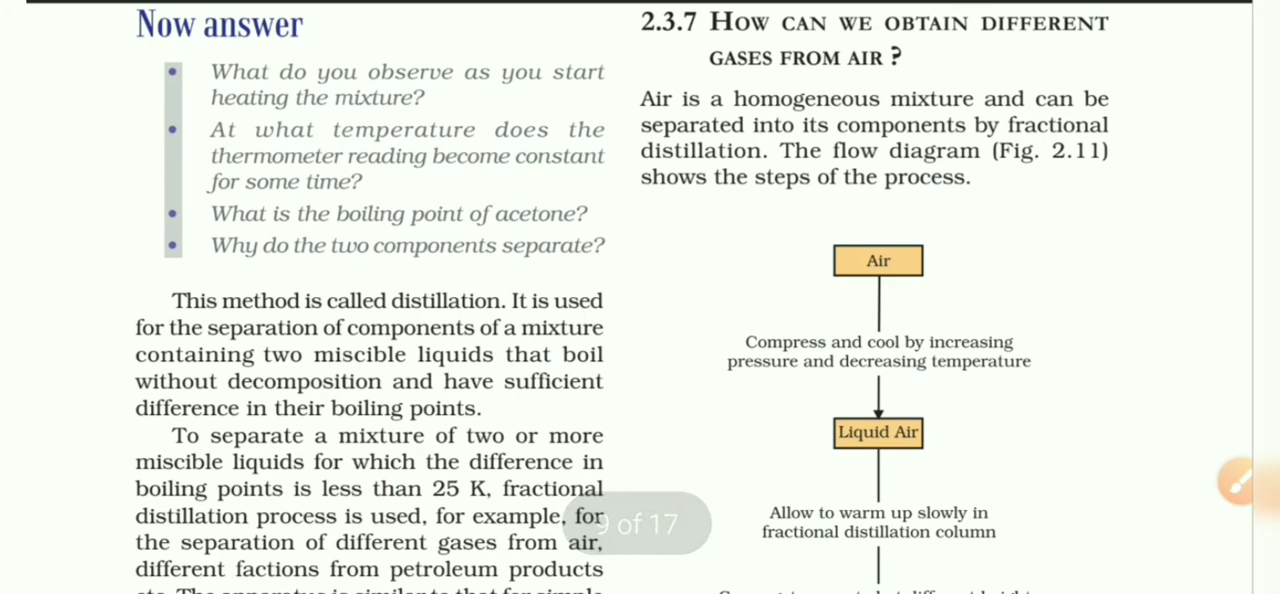 Now answer
What do you observe as you start
heating the mixture?
At what temperature does the
thermometer reading become constant
for some time?
What is the boiling point of acetone?
Why do the two components separate?
This method is called distillation. It is used
for the separation of components of a mixture
containing two miscible liquids that boil
without decomposition and have sufficient
difference in their boiling points.
To separate a mixture of two or more
miscible liquids for which the difference in
boiling points is less than 25 K, fractional
distillation process is used, for example, for
the separation of different gases from air,
different factions from petroleum products
2.3.7 HOW CAN WE OBTAIN DIFFERENT
GASES FROM AIR ?
Air is a homogeneous mixture and can be
separated into its components by fractional
distillation. The flow diagram (Fig. 2.11)
shows the steps of the process.
Air
Compress and cool by increasing
pressure and decreasing temperature
Liquid Air
Allow to warm up slowly in
fractional distillation column
9 of 17